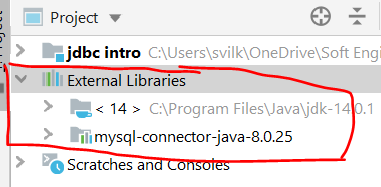 Project
jdbc intro C:\Users\svilk\OneDrive\Soft Engi
External Libraries
< 14 > C:\Program Files\Java\jdk-14.0.1
mysql-connector-java-8.0.25
Scratches and Consoles